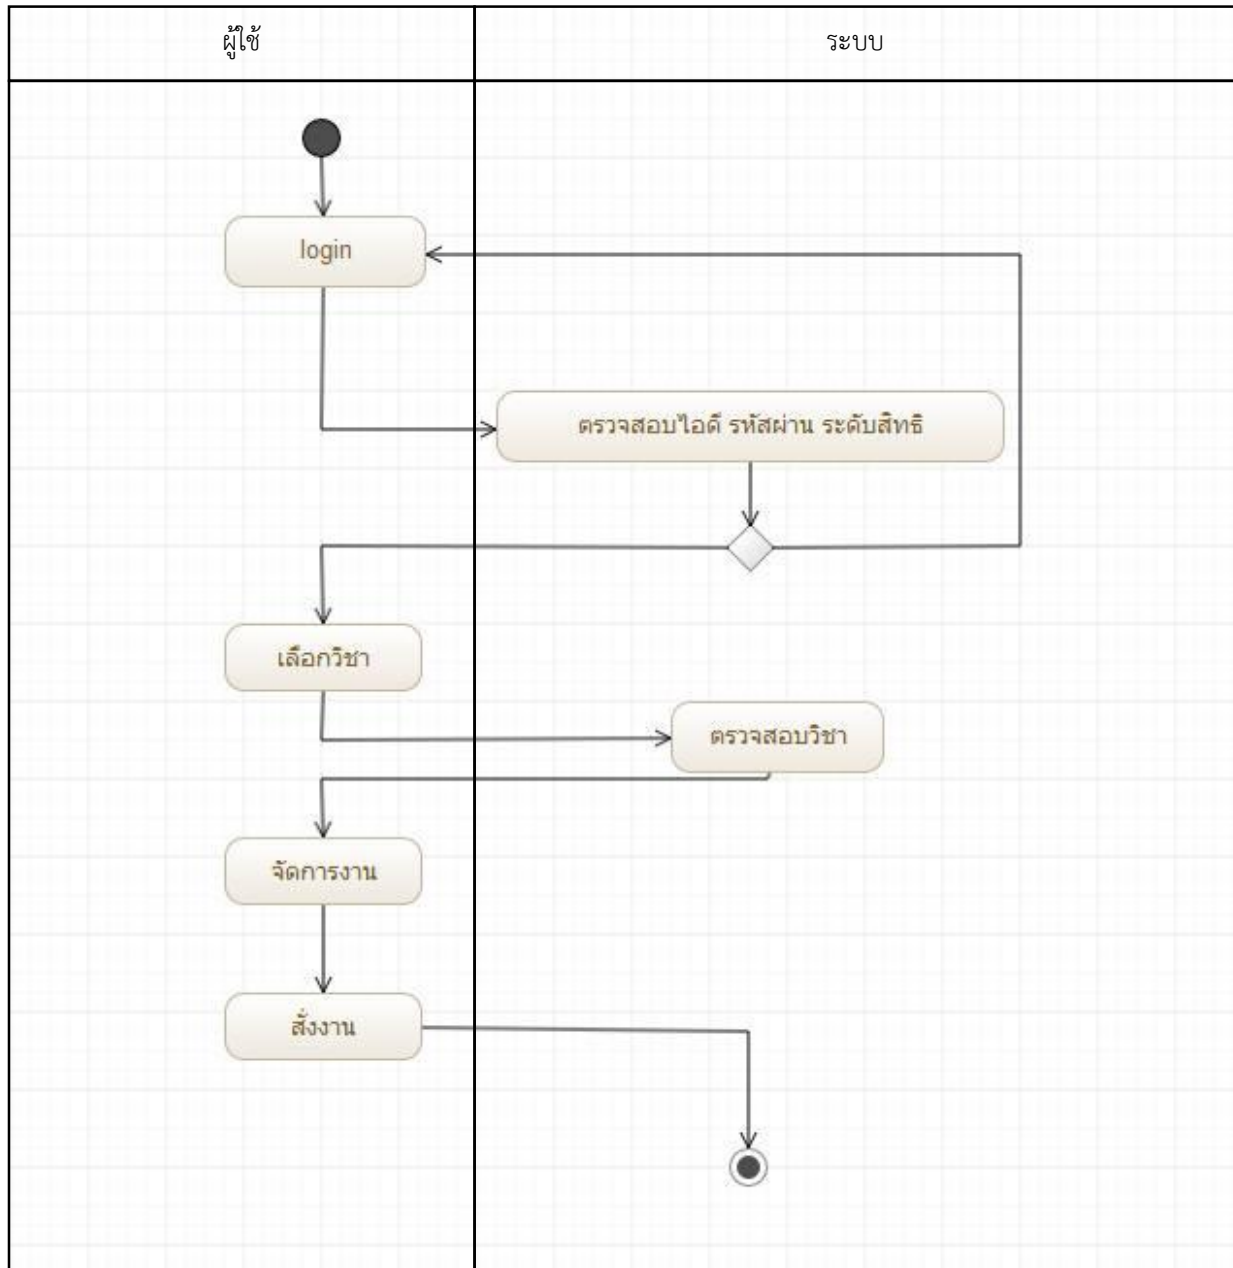 ผู้ใช้
ระบบ
login
ตรวจสอบไอดี รหัสผ่าน ระดับสิทธิ
เลือกวิชา
ตรวจสอบวิชา
จัดการงาน
สั่งงาน